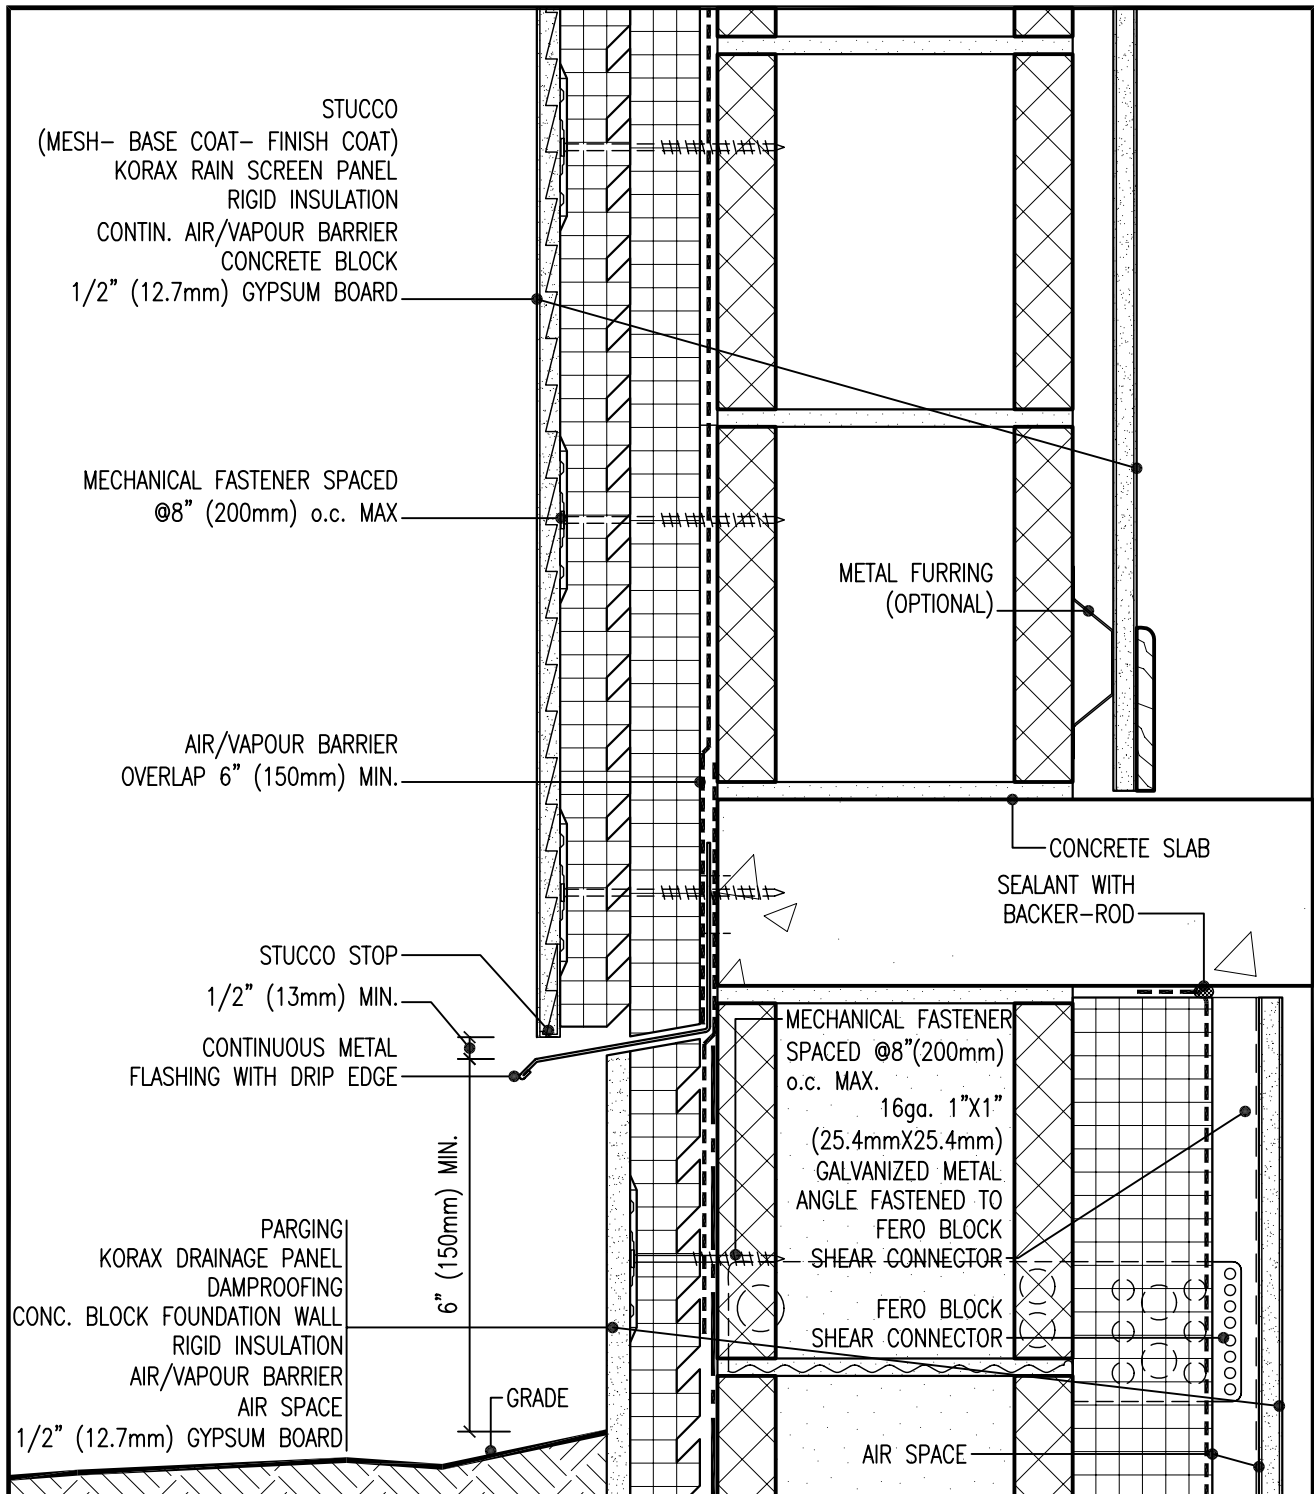 STUCCO
(MESH- BASE COAT- FINISH COAT)
KORAX RAIN SCREEN PANEL
RIGID INSULATION
CONTIN. AIR/VAPOUR BARRIER
CONCRETE BLOCK
1/2" (12.7mm) GYPSUM BOARD
MECHANICAL FASTENER SPACED
@8" (200mm) o.c. MAX
METAL FURRING
(OPTIONAL)
AIR/VAPOUR BARRIER
OVERLAP 6" (150mm) MIN.
CONCRETE SLAB
SEALANT WITH
BACKER-ROD
STUCCO STOP
1/2" (13mm) MIN.
CONTINUOUS METAL
FLASHING WITH DRIP EDGE
MECHANICAL FASTENER
SPACED @8"(200mm)
o.c. MAX.
16ga. 1"X1"
(25.4mmX25.4mm)
GALVANIZED METAL
ANGLE FASTENED TO
FERO BLOCK
SHEAR CONNECTOR
FERO BLOCK
SHEAR CONNECTOR
6" (150mm) MIN.
PARGING
KORAX DRAINAGE PANEL
DAMPROOFING
CONC. BLOCK FOUNDATION WALL
RIGID INSULATION
AIR/VAPOUR BARRIER
AIR SPACE
1/2" (12.7mm) GYPSUM BOARD
GRADE
AIR SPACE